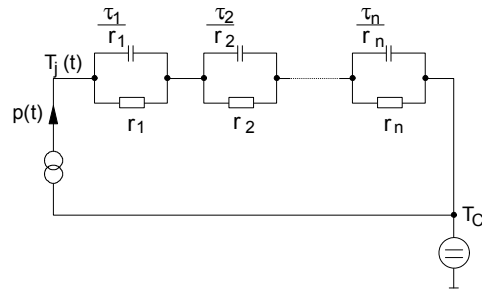 τ1 τ2 τn
r1 r2 rn
Tj (t)
p(t)
r1 r2 rn
TC